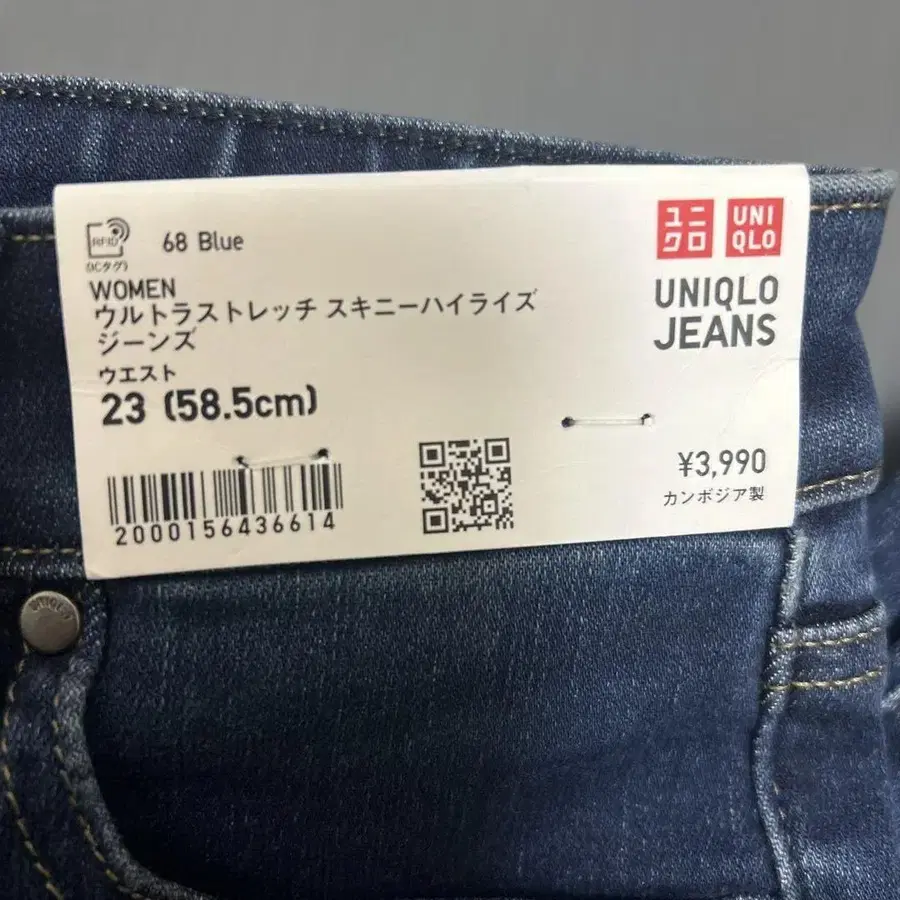 RFID
(ICタグ)
68 Blue
WOMEN
ウルトラストレッチ スキニーハイライズ
ジーンズ
ウエスト
23 (58.5cm)
2000156436614
ユニ
クロ
UNI
QLO
UNIQLO
JEANS
¥3,990
カンボジア製
UNIQLO